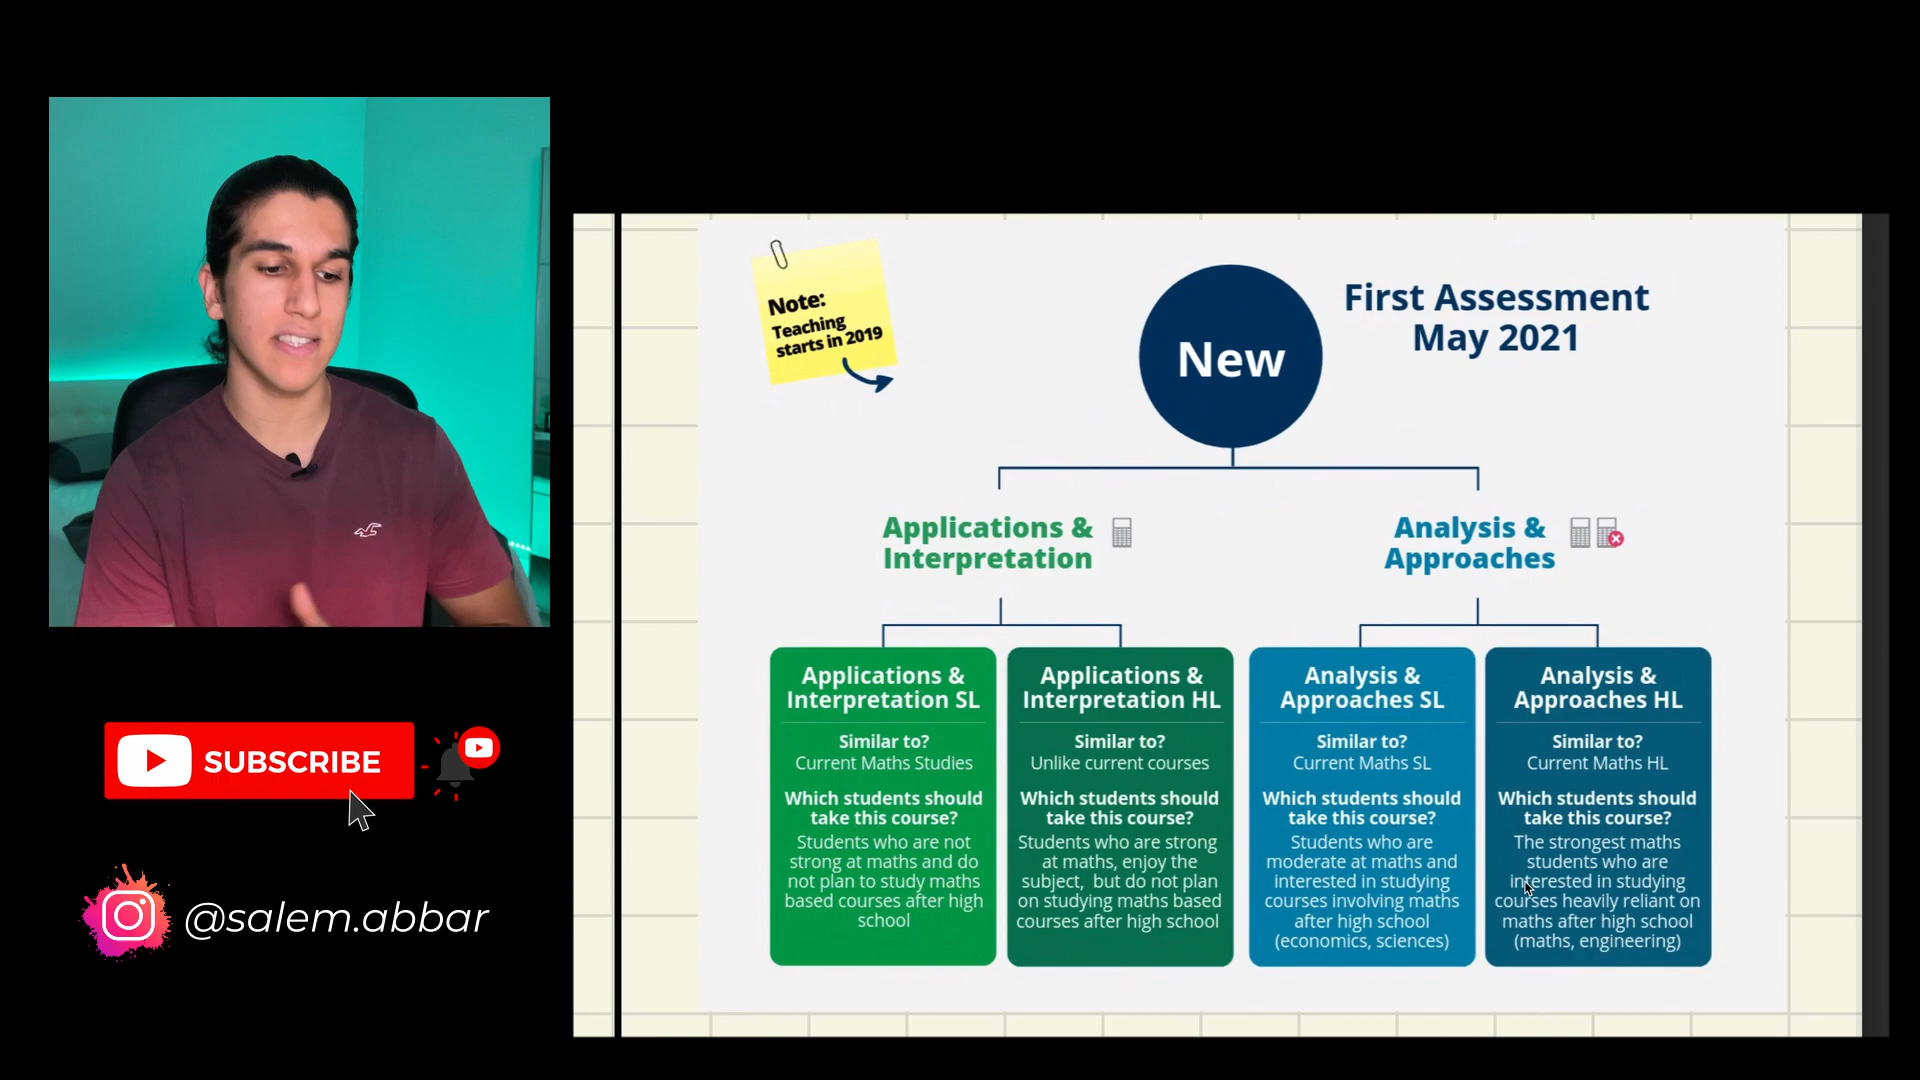 Note:
Teaching
starts in 2019
New
First Assessment
May 2021
Applications &
Interpretation
Analysis &
Approaches
Applications &
Interpretation SL
Similar to?
Current Maths Studies
Which students should
take this course?
Students who are not
strong at maths and do
not plan to study maths
based courses after high
school
Applications &
Interpretation HL
Similar to?
Unlike current courses
Which students should
take this course?
Students who are strong
at maths, enjoy the
subject, but do not plan
on studying maths based
courses after high school
Analysis &
Approaches SL
Similar to?
Current Maths SL
Which students should
take this course?
Students who are
moderate at maths and
interested in studying
courses involving maths
after high school
(economics, sciences)
Analysis &
Approaches HL
Similar to?
Current Maths HL
Which students should
take this course?
The strongest maths
students who are
interested in studying
courses heavily reliant on
maths after high school
(maths, engineering)
SUBSCRIBE
@salem.abbar